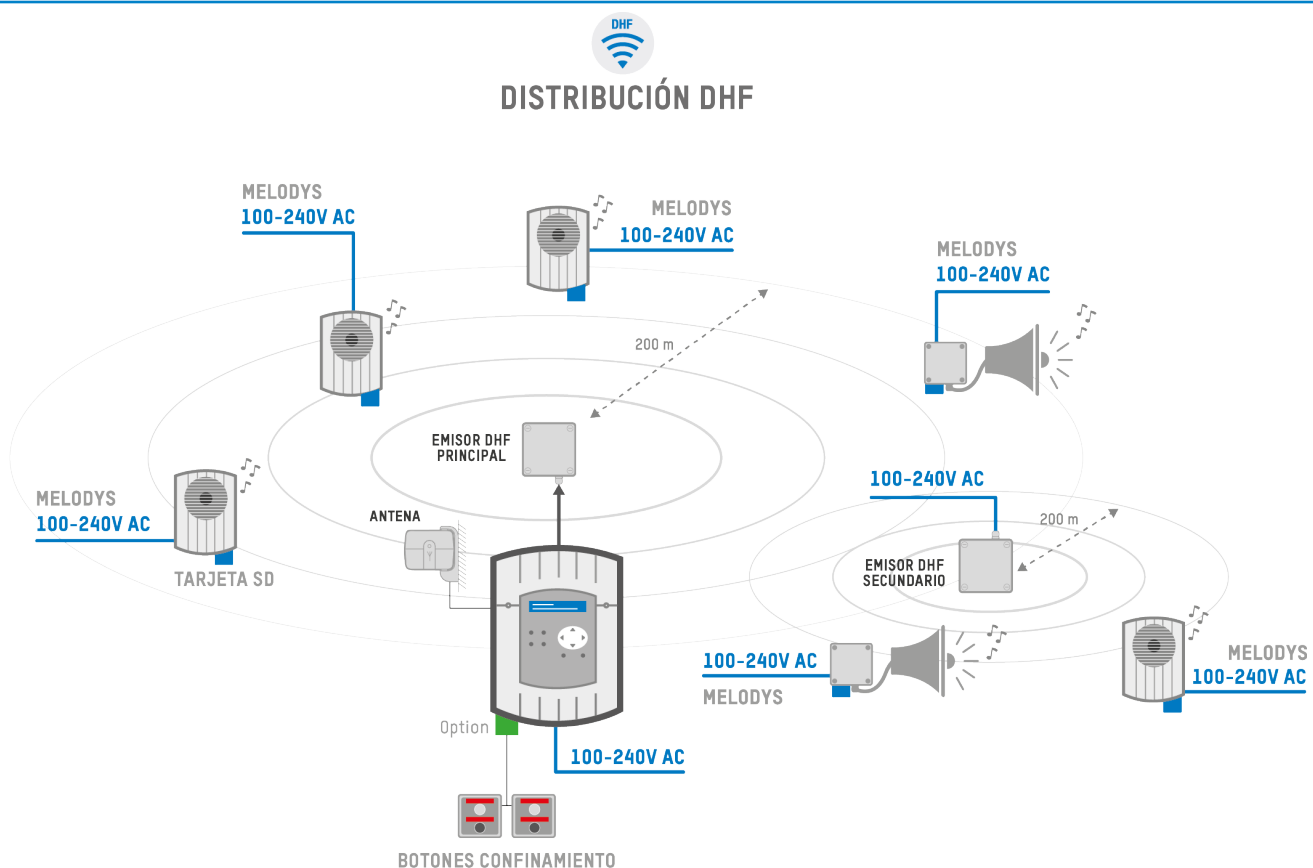 DHF
DISTRIBUCIÓN DHF
MELODYS
100-240V AC
MELODYS
100-240V AC
MELODYS
100-240V AC
200 m
EMISOR DHF
PRINCIPAL
MELODYS
100-240V AC
TARJETA SD
ANTENA
100-240V AC
200 m
EMISOR DHF
SECUNDARIO
100-240V AC
MELODYS
MELODYS
100-240V AC
Option
100-240V AC
BOTONES CONFINAMIENTO